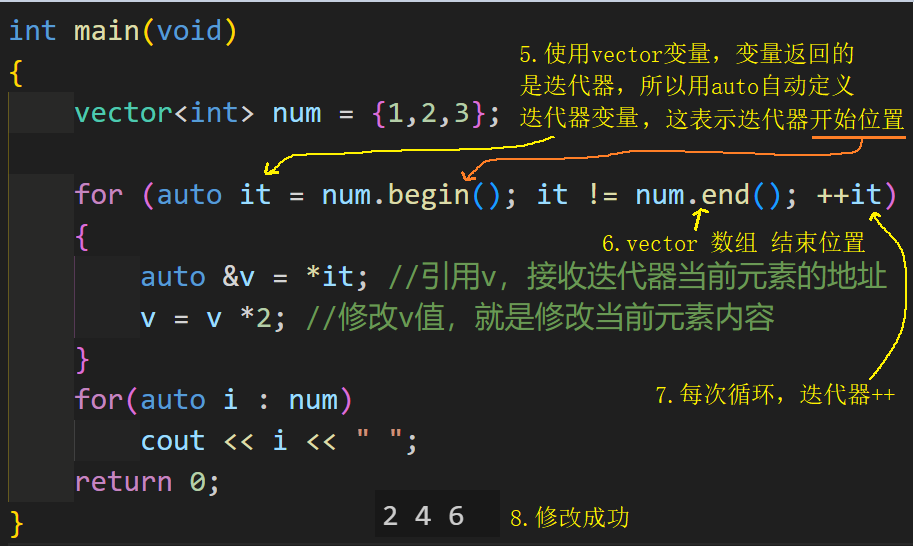 int main(void)
{
5.使用vector变量，变量返回的
是迭代器，所以用auto自动定义
vector<int> num = {1,2,3};
迭代器变量，这表示迭代器开始位置
for (auto it = num.begin(); it != num.end(); ++it)
{
6.vector 数组 结束位置
auto &v = *it; //引用v，接收迭代器当前元素的地址
v = v *2; //修改v值，就是修改当前元素内容
}
7.每次循环，迭代器++
for(auto i : num)
cout << i << " ";
return 0;
}
2 4 6
8.修改成功